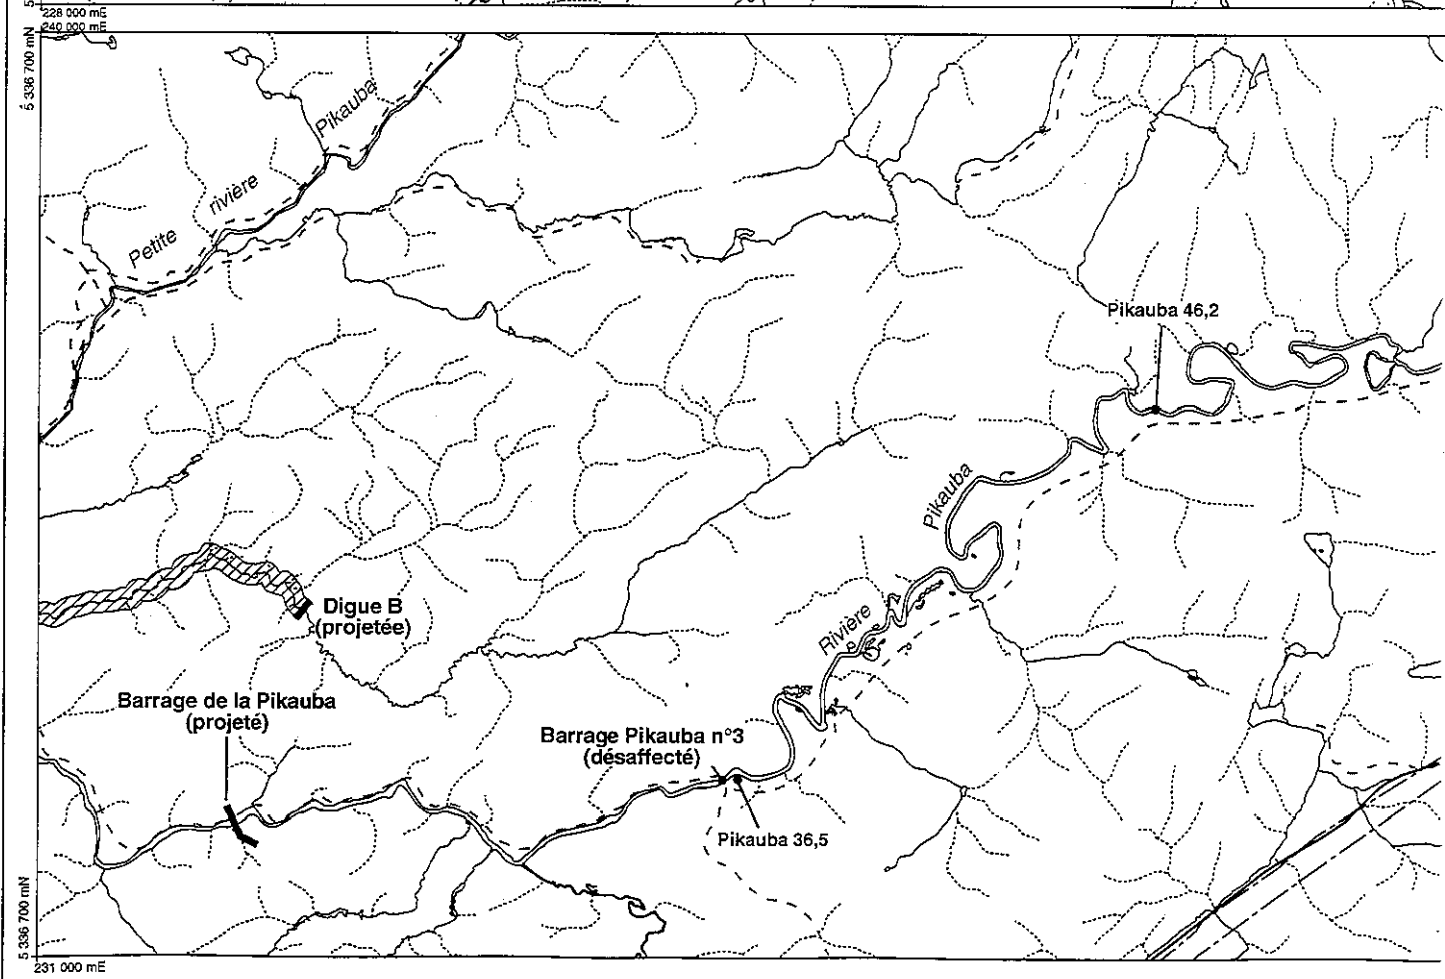 228 000 mE
240 000 mE
5 336 700 mN
Petite rivière Pikauba
Pikauba 46,2
Pikauba
Rivière
Digue B
(projetée)
Barrage de la Pikauba
(projeté)
Barrage Pikauba n°3
(désaffecté)
Pikauba 36,5
5 336 700 mN
231 000 mE